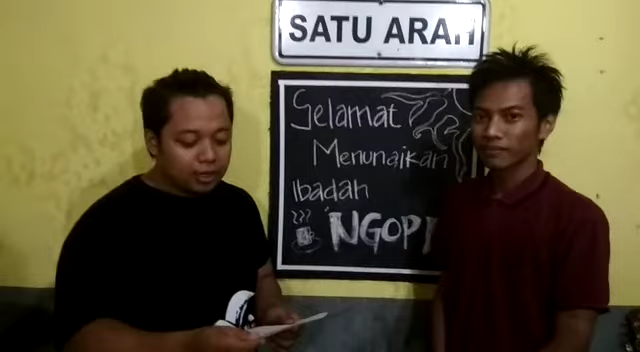 SATU ARAH
Selamat
Menunaikan
Ibadah
NGOPI